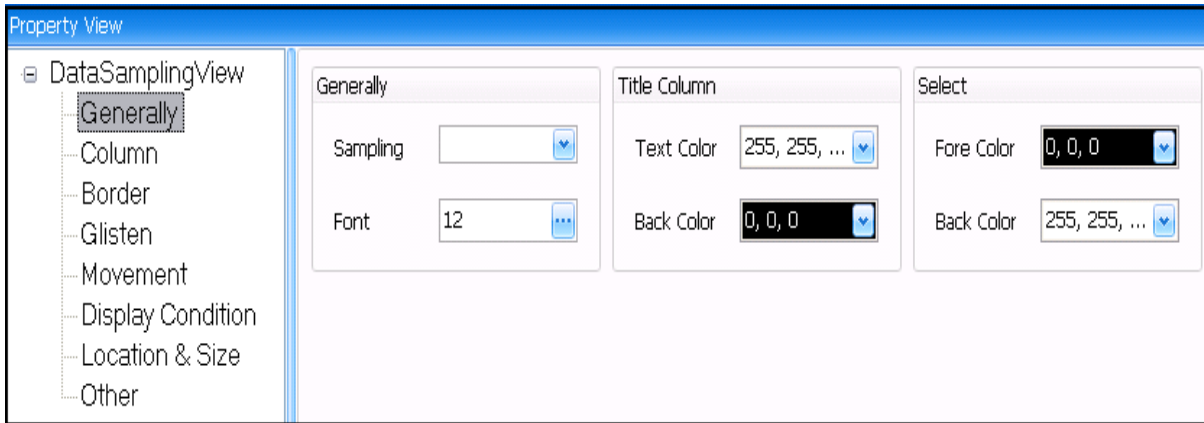 Property View
DataSamplingView
Generally
Column
Border
Glisten
Movement
Display Condition
Location & Size
Other
Generally
Sampling
Font 12
Title Column
Text Color 255, 255, ...
Back Color 0, 0, 0
Select
Fore Color 0, 0, 0
Back Color 255, 255, ...